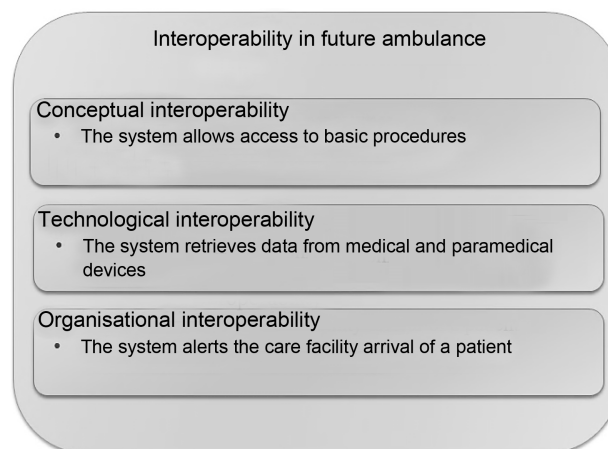 Interoperability in future ambulance
Conceptual interoperability
• The system allows access to basic procedures
Technological interoperability
• The system retrieves data from medical and paramedical
devices
Organisational interoperability
• The system alerts the care facility arrival of a patient